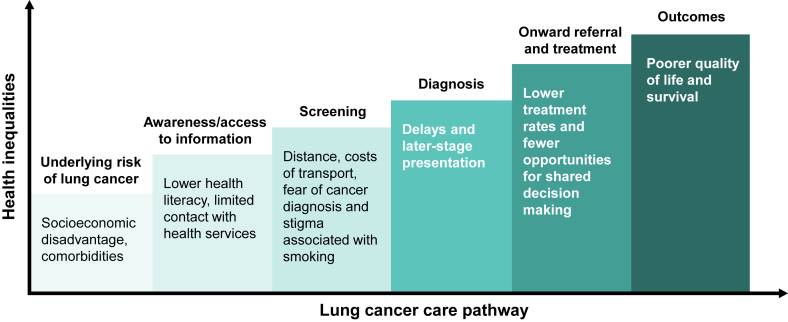 Health inequalities
Underlying risk
of lung cancer
Socioeconomic
disadvantage,
comorbidities
Awareness/access
to information
Lower health
literacy, limited
contact with
health services
Screening
Distance, costs
of transport,
fear of cancer
diagnosis and
stigma
associated with
smoking
Diagnosis
Delays and
later-stage
presentation
Onward referral
and treatment
Lower
treatment
rates and
fewer
opportunities
for shared
decision
making
Outcomes
Poorer quality
of life and
survival
Lung cancer care pathway